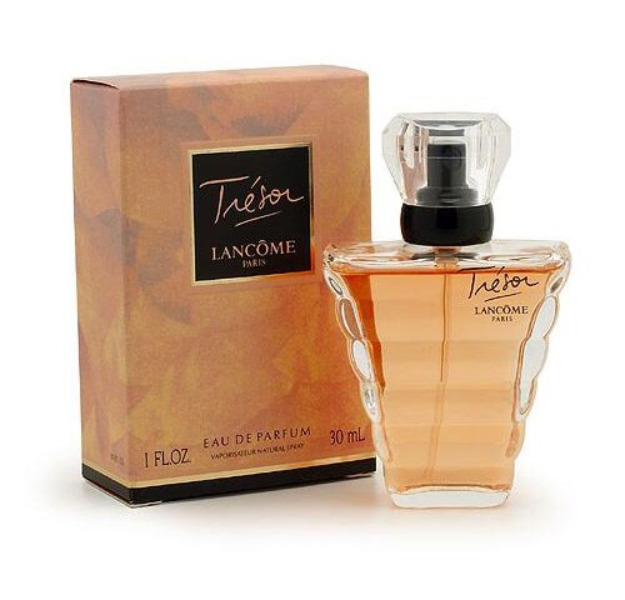 Trésor
LANCÔME
PARIS
EAU DE PARFUM
1 FL.OZ. 30 mL
VAPORISATEUR NATURAL SPRAY
Trésor
LANCÔME
PARIS